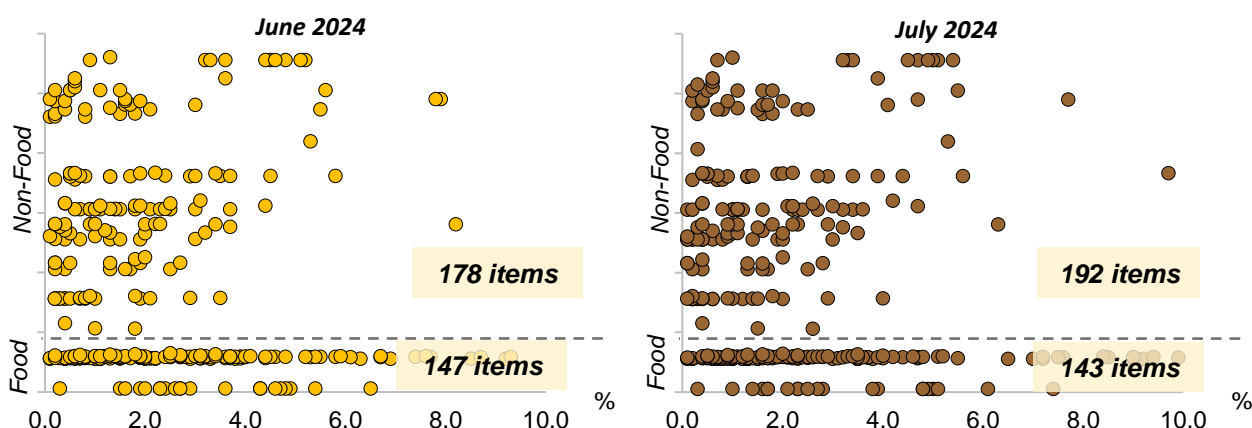 June 2024
Non-Food
178 items
Food
147 items
0.0 2.0 4.0 6.0 8.0 10.0
%
July 2024
Non-Food
192 items
Food
143 items
0.0 2.0 4.0 6.0 8.0 10.0
%